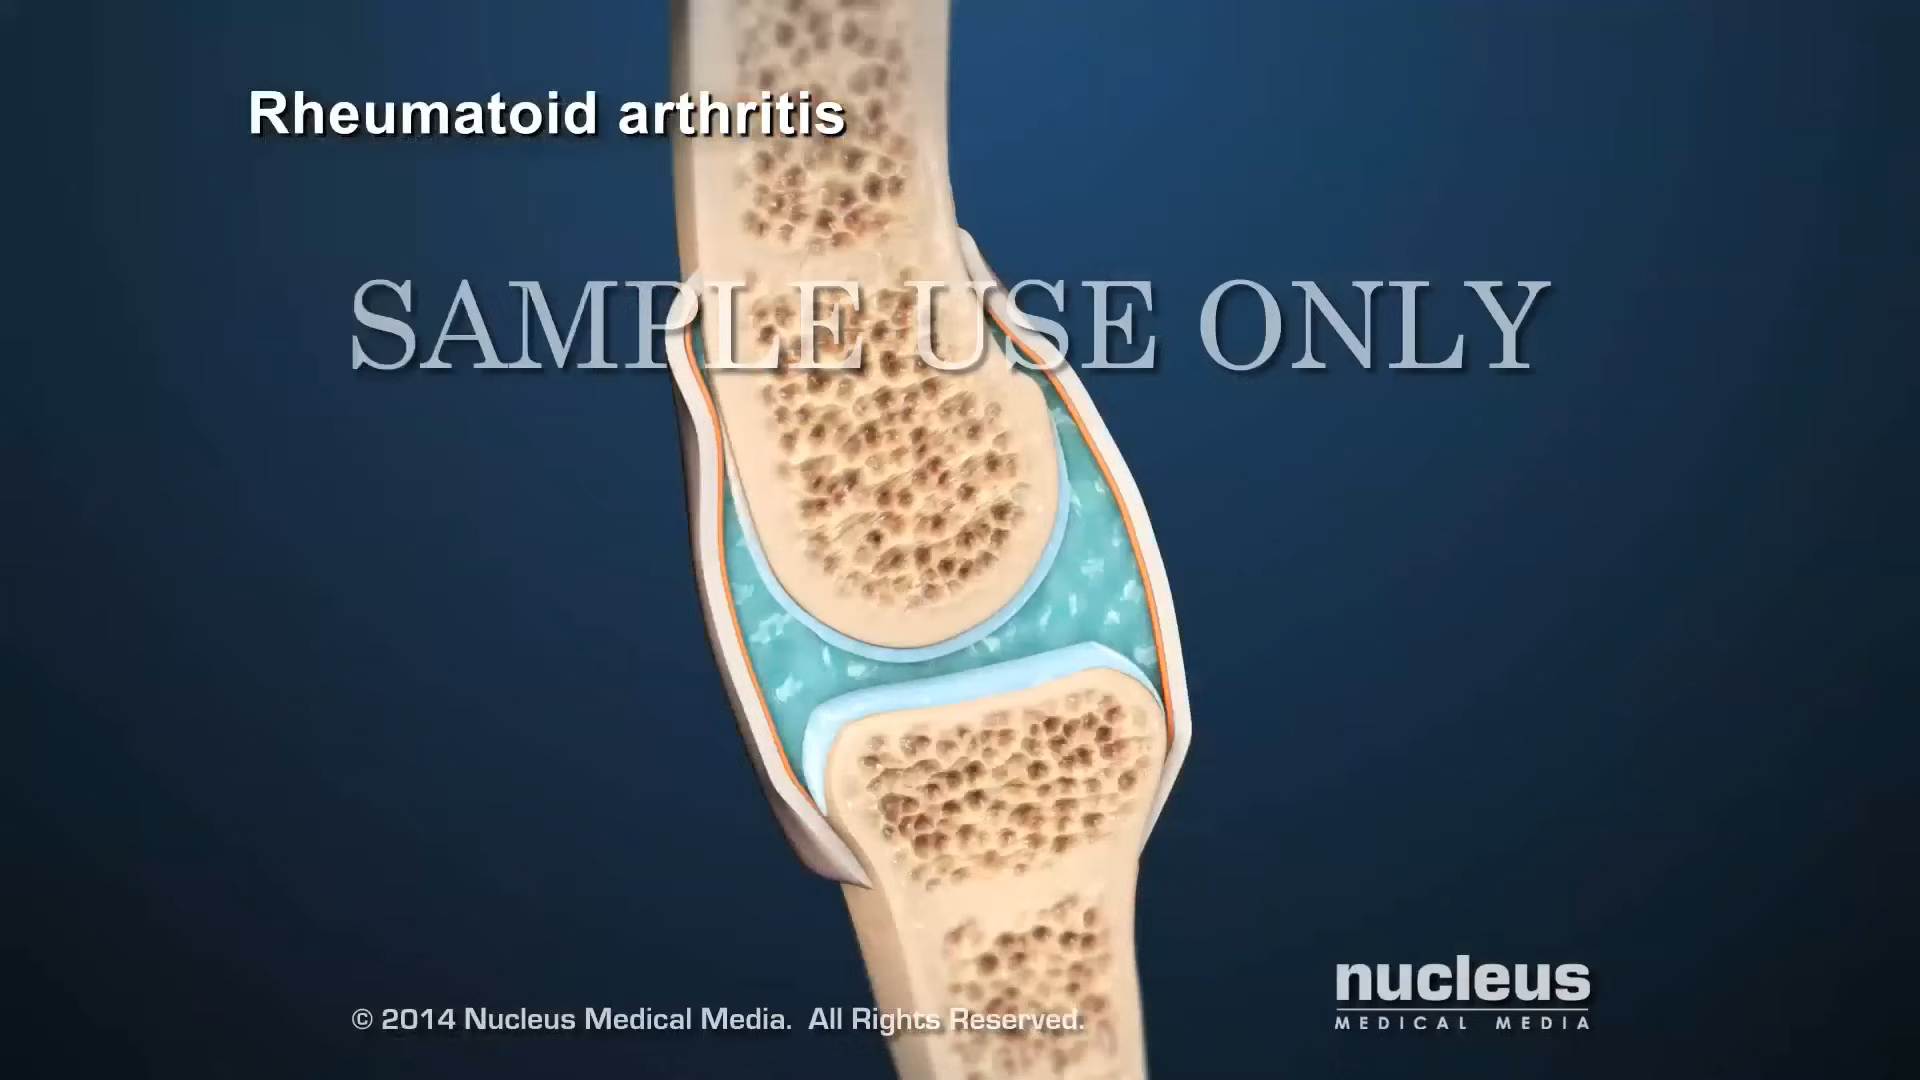 Rheumatoid arthritis
SAMPLE USE ONLY
nucleus
MEDICAL MEDIA
© 2014 Nucleus Medical Media. All Rights Reserved.